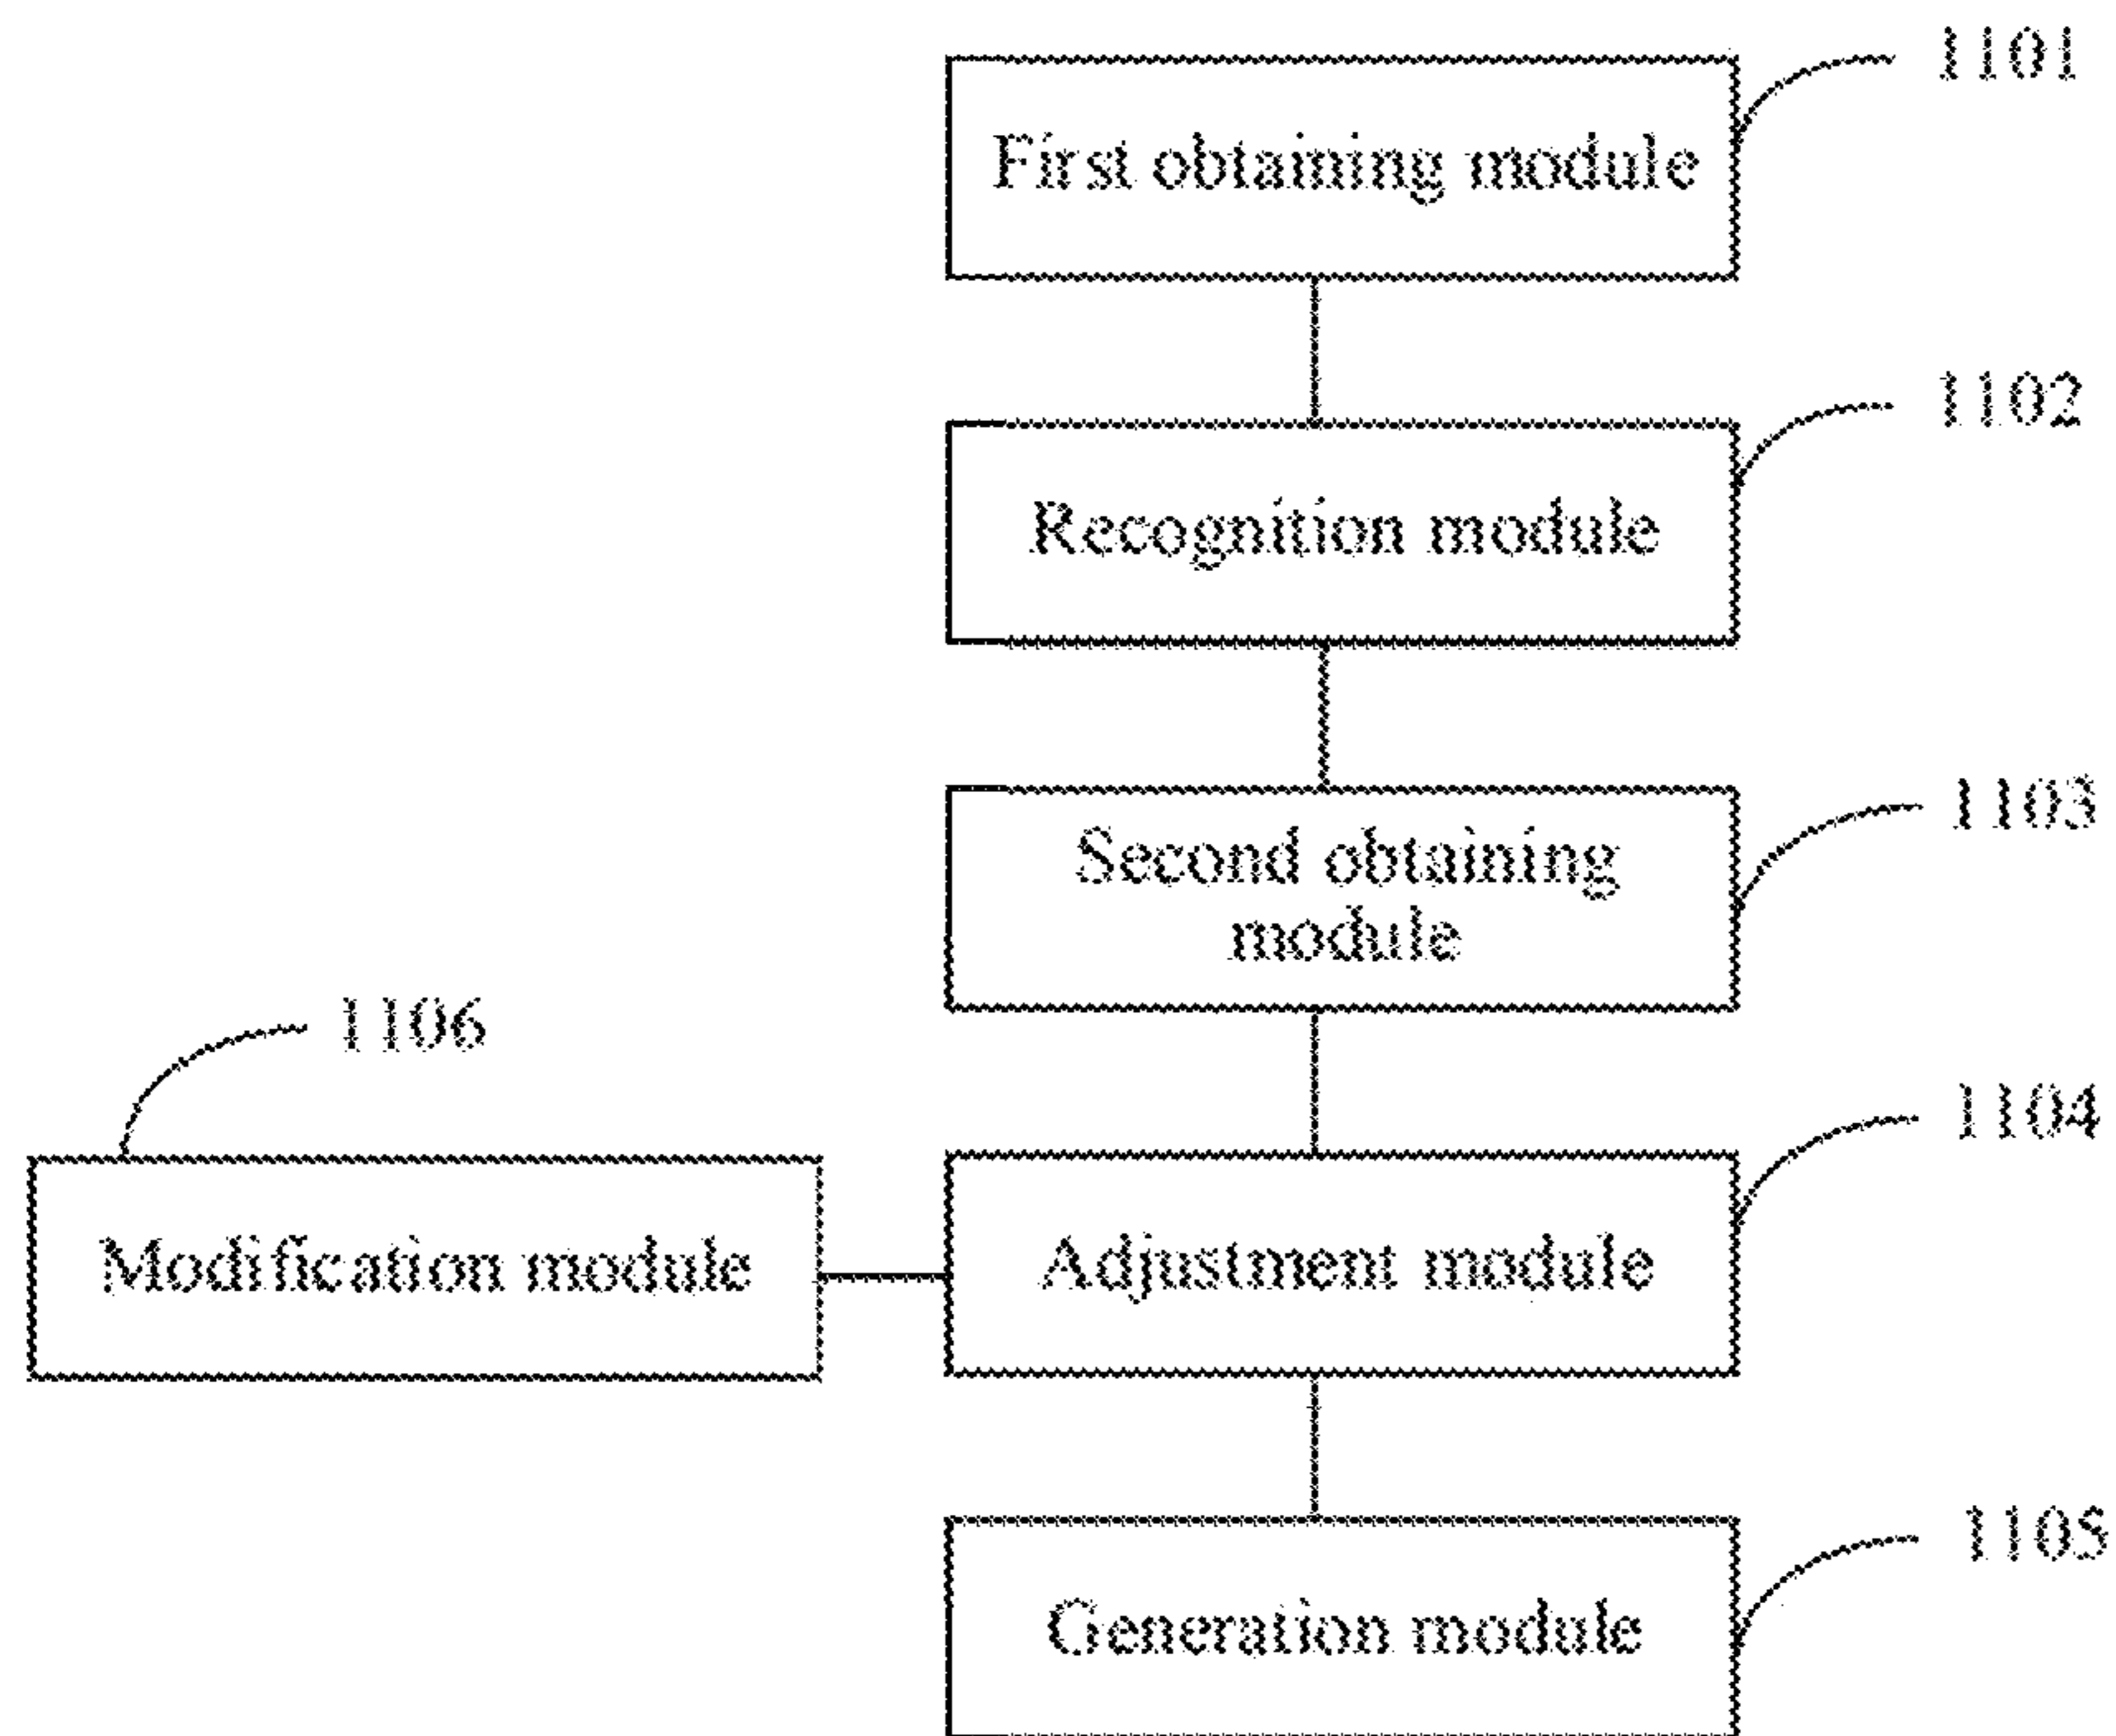 1101
First obtaining module
1102
Recognition module
1103
Second obtaining
module
1106
1104
Modification module
Adjustment module
1105
Generation module